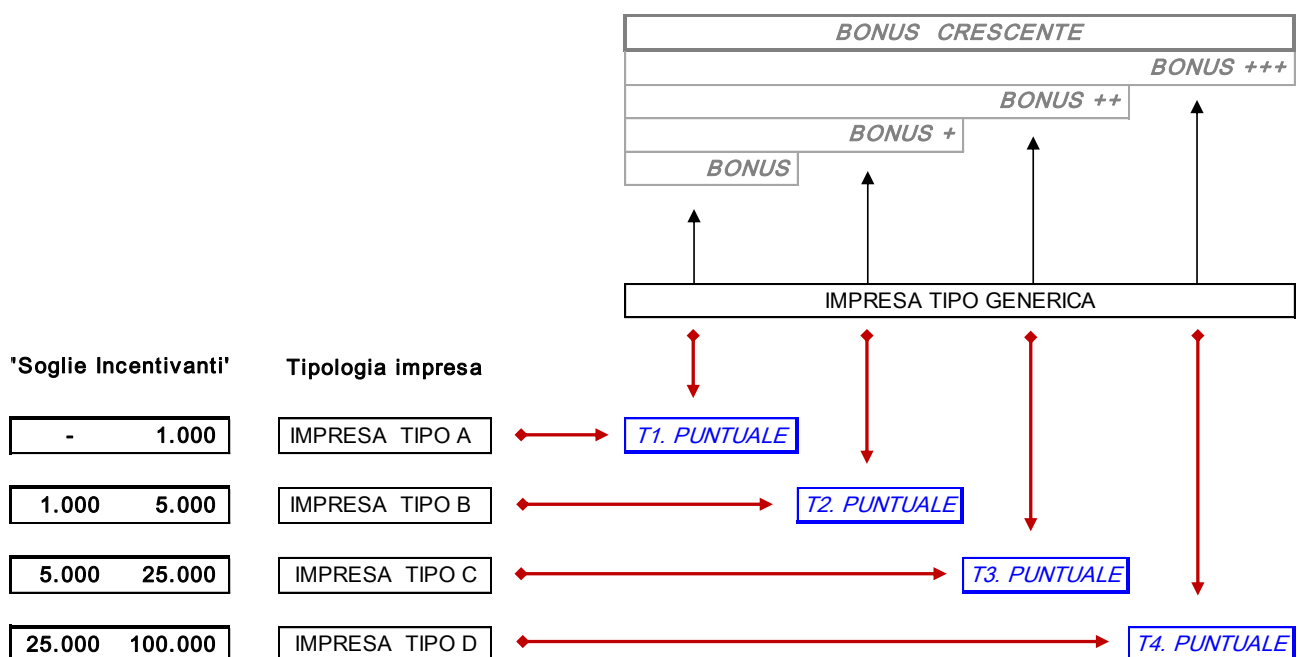 BONUS CRESCENTE
BONUS +++
BONUS ++
BONUS +
BONUS
IMPRESA TIPO GENERICA
"Soglie Incentivanti' Tipologia impresa
- 1.000 IMPRESA TIPO A T1. PUNTUALE
1.000 5.000 IMPRESA TIPO B T2. PUNTUALE
5.000 25.000 IMPRESA TIPO C T3. PUNTUALE
25.000 100.000 IMPRESA TIPO D T4. PUNTUALE